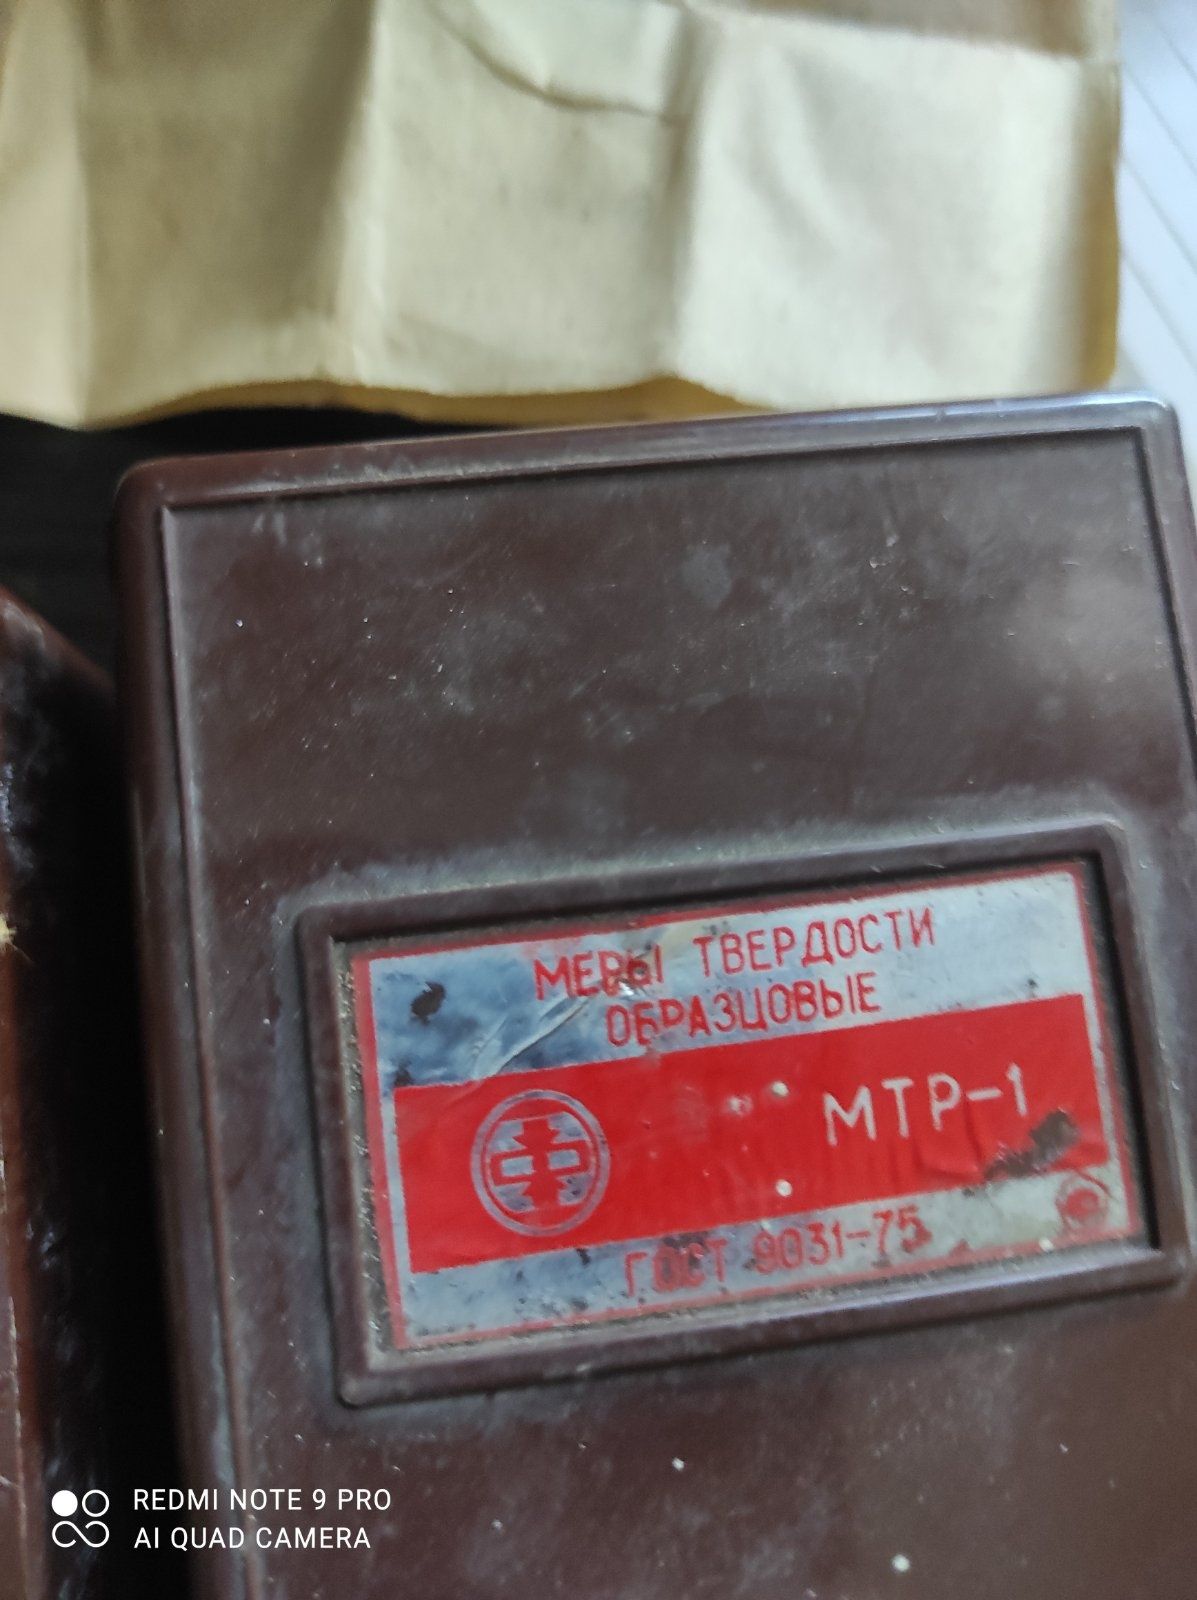 МЕРЫ ТВЕРДОСТИ
ОБРАЗЦОВЫЕ
МТР-1
ГОСТ 9031-75
REDMI NOTE 9 PRO
AI QUAD CAMERA